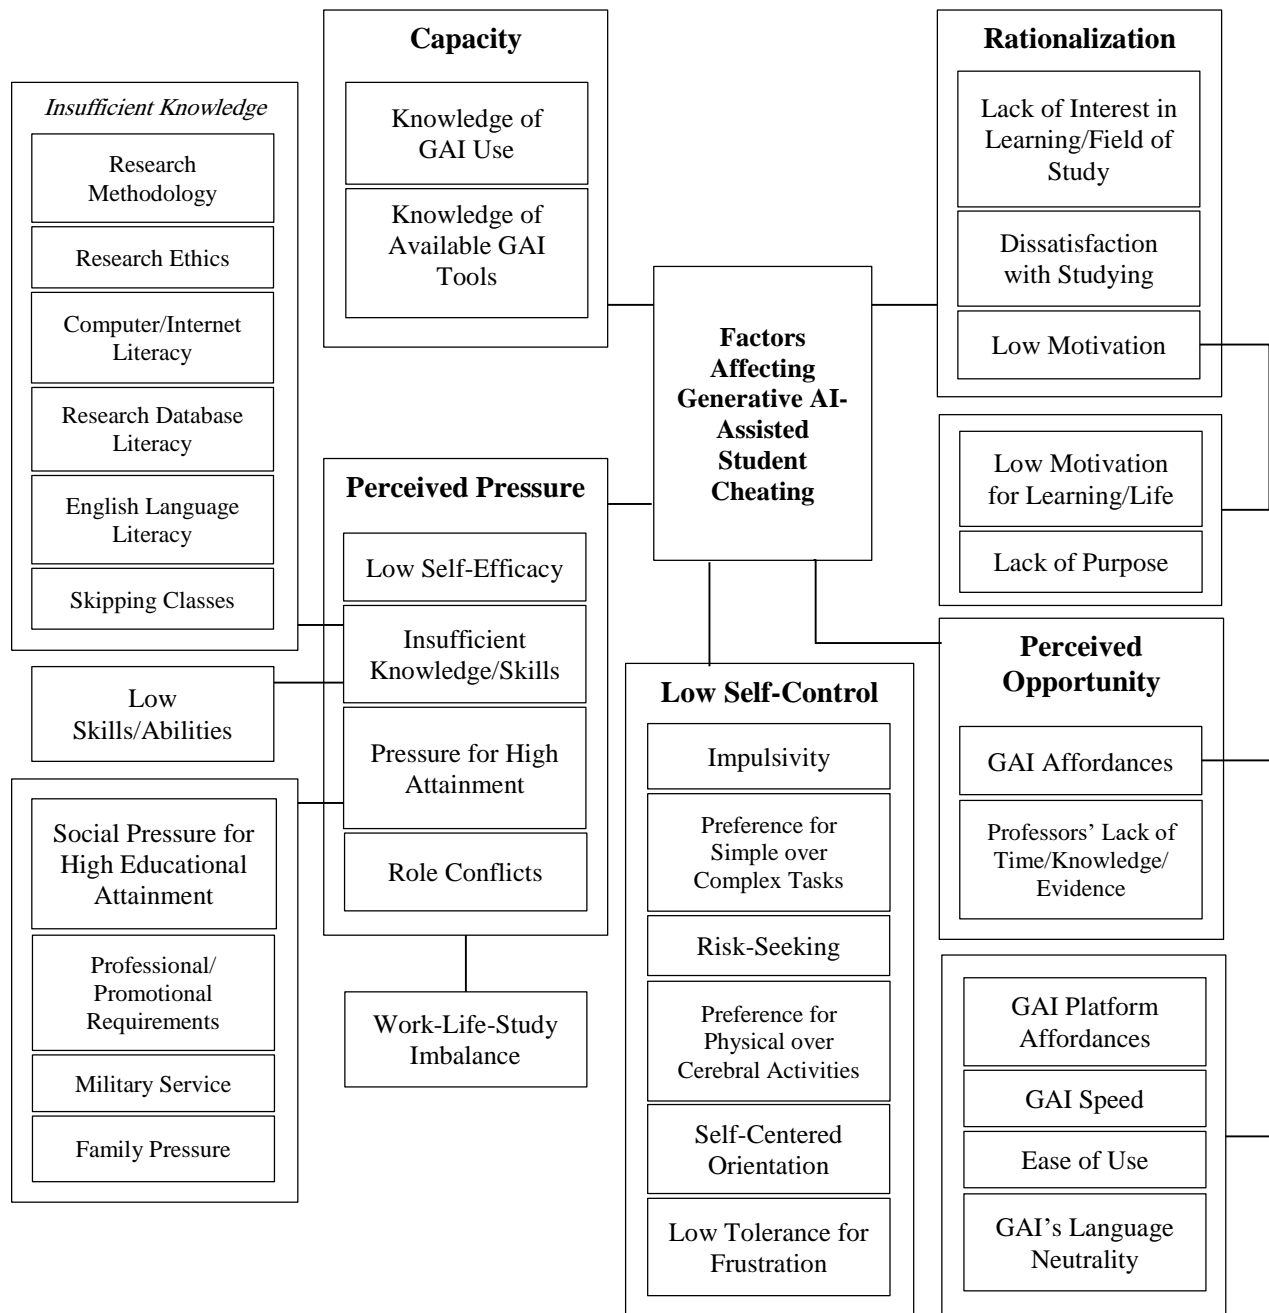 Capacity
Knowledge of
GAI Use
Knowledge of
Available GAI
Tools
Rationalization
Lack of Interest in
Learning/Field of
Study
Dissatisfaction
with Studying
Low Motivation
Insufficient Knowledge
Research
Methodology
Research Ethics
Computer/Internet
Literacy
Research Database
Literacy
English Language
Literacy
Skipping Classes
Factors
Affecting
Generative AI-
Assisted
Student
Cheating
Low Motivation
for Learning/Life
Lack of Purpose
Perceived Pressure
Low Self-Efficacy
Insufficient
Knowledge/Skills
Pressure for High
Attainment
Role Conflicts
Low
Skills/Abilities
Social Pressure for
High Educational
Attainment
Professional/
Promotional
Requirements
Military Service
Family Pressure
Work-Life-Study
Imbalance
Low Self-Control
Impulsivity
Preference for
Simple over
Complex Tasks
Risk-Seeking
Preference for
Physical over
Cerebral Activities
Self-Centered
Orientation
Low Tolerance for
Frustration
Perceived
Opportunity
GAI Affordances
Professors’ Lack of
Time/Knowledge/
Evidence
GAI Platform
Affordances
GAI Speed
Ease of Use
GAI’s Language
Neutrality